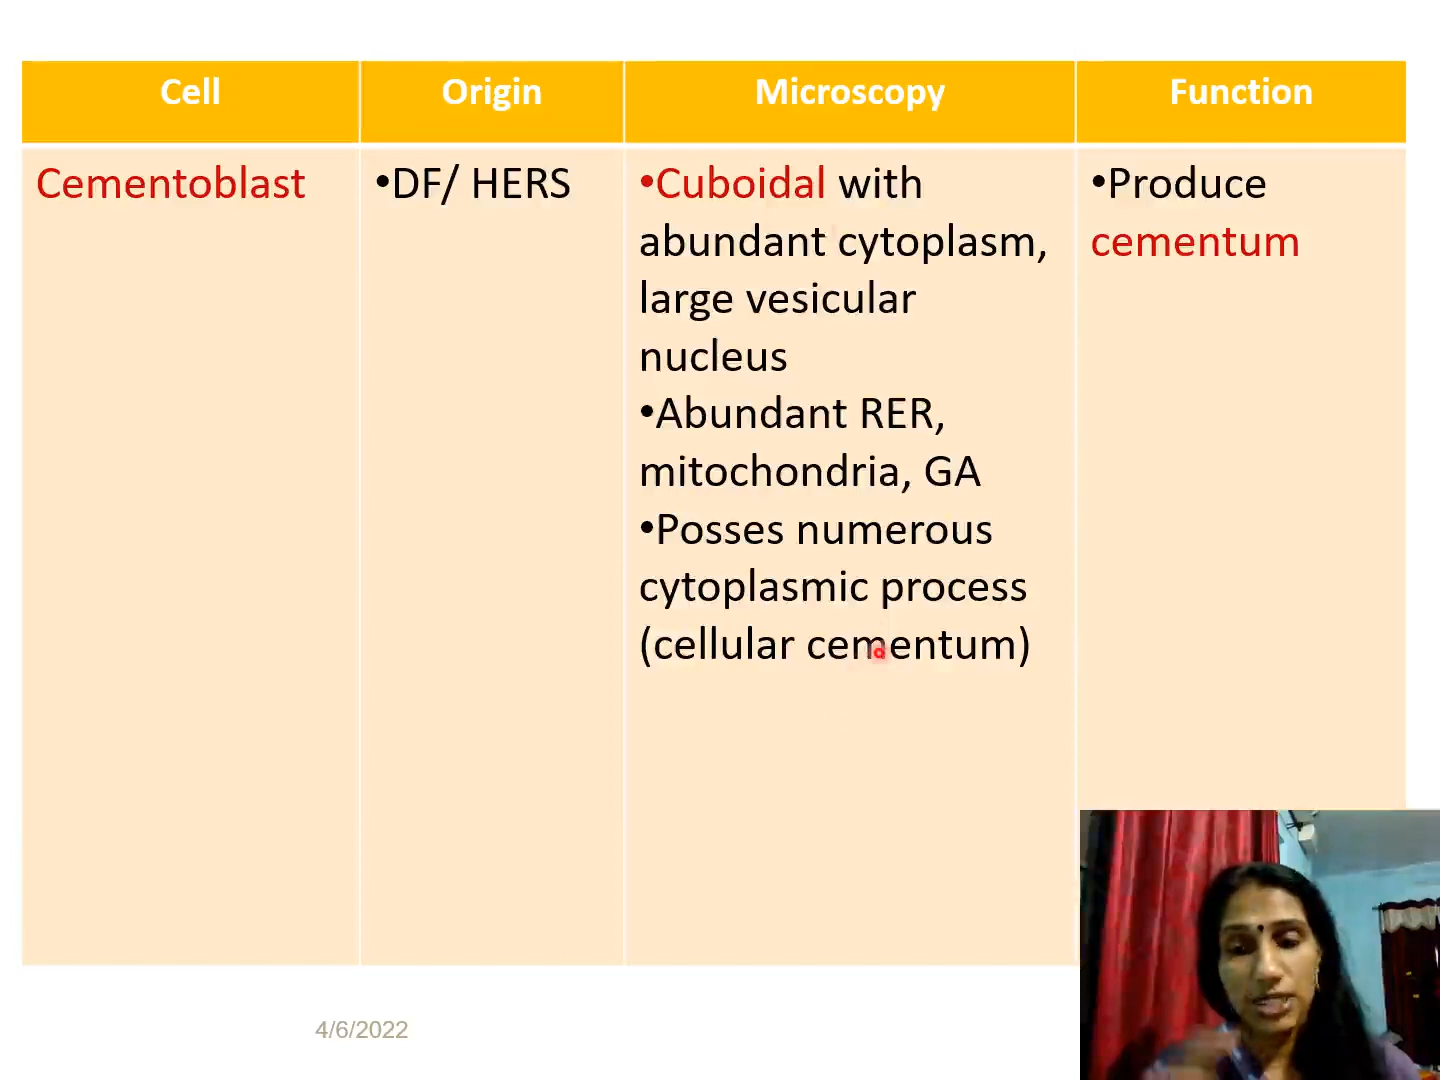 Cell
Origin
Microscopy
Function
Cementoblast
•DF/ HERS
•Cuboidal with
abundant cytoplasm,
large vesicular
nucleus
•Abundant RER,
mitochondria, GA
•Posses numerous
cytoplasmic process
(cellular cementum)
•Produce
cementum
4/6/2022